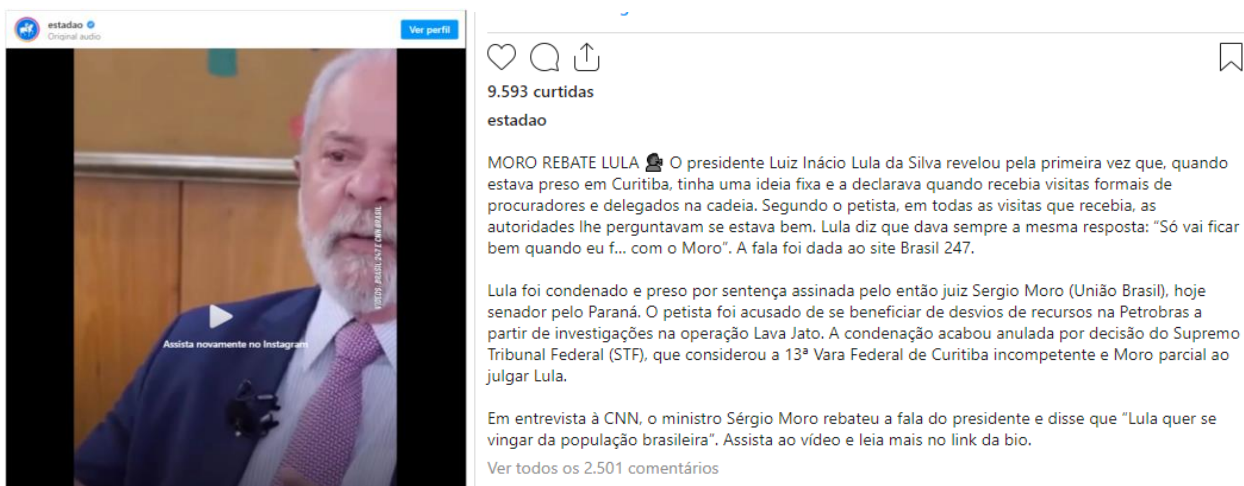 estadao
Original audio
Ver perfil
VÍDEOS: BRASIL 247 / CNN BRASIL
Assista novamente no Instagram
9.593 curtidas
estadao
MORO REBATE LULA 🗣 O presidente Luiz Inácio Lula da Silva revelou pela primeira vez que, quando
estava preso em Curitiba, tinha uma ideia fixa e a declarava quando recebia visitas formais de
procuradores e delegados na cadeia. Segundo o petista, em todas as visitas que recebia, as
autoridades lhe perguntavam se estava bem. Lula diz que dava sempre a mesma resposta: “Só vai ficar
bem quando eu f... com o Moro”. A fala foi dada ao site Brasil 247.
Lula foi condenado e preso por sentença assinada pelo então juiz Sergio Moro (União Brasil), hoje
senador pelo Paraná. O petista foi acusado de se beneficiar de desvios de recursos na Petrobras a
partir de investigações na operação Lava Jato. A condenação acabou anulada por decisão do Supremo
Tribunal Federal (STF), que considerou a 13ª Vara Federal de Curitiba incompetente e Moro parcial ao
julgar Lula.
Em entrevista à CNN, o ministro Sérgio Moro rebateu a fala do presidente e disse que “Lula quer se
vingar da população brasileira”. Assista ao vídeo e leia mais no link da bio.
Ver todos os 2.501 comentários